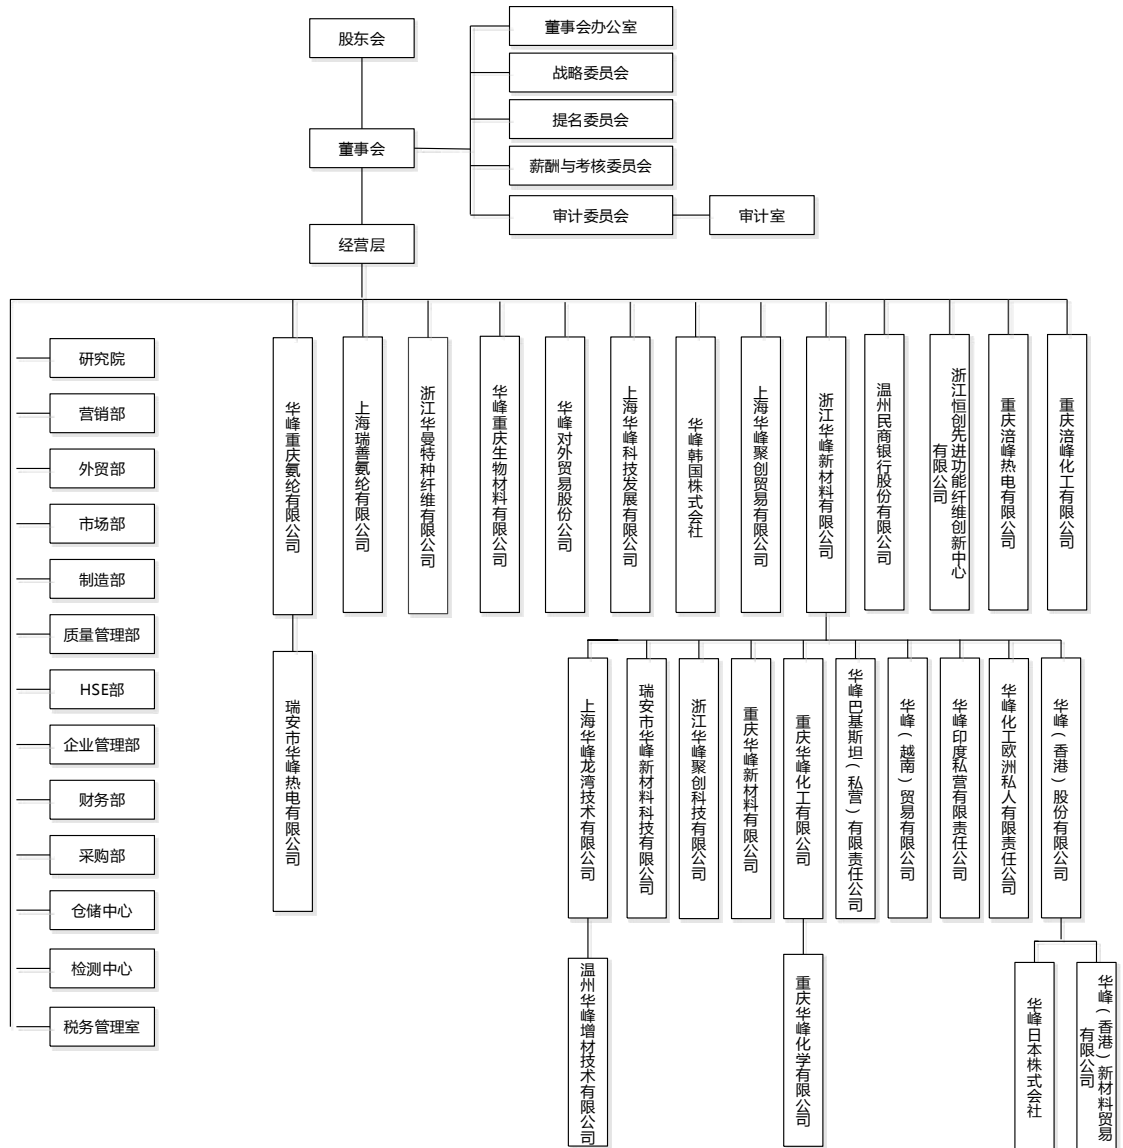 股东会
董事会
经营层
董事会办公室
战略委员会
提名委员会
薪酬与考核委员会
审计委员会
审计室
研究院
营销部
外贸部
市场部
制造部
质量管理部
HSE部
企业管理部
财务部
采购部
仓储中心
检测中心
税务管理室
华峰重庆氨纶有限公司
上海瑞善氨纶有限公司
浙江华曼特种纤维有限公司
华峰重庆生物材料有限公司
华峰对外贸易股份公司
上海华峰科技发展有限公司
华峰韩国株式会社
上海华峰聚创贸易有限公司
浙江华峰新材料有限公司
温州民商银行股份有限公司
浙江恒创先进功能纤维创新中心
有限公司
重庆涪峰热电有限公司
重庆涪峰化工有限公司
瑞安市华峰热电有限公司
上海华峰龙湾技术有限公司
瑞安市华峰新材料科技有限公司
浙江华峰聚创科技有限公司
重庆华峰新材料有限公司
重庆华峰化工有限公司
华峰巴基斯坦(私营)有限责任公司
华峰(越南)贸易有限公司
华峰印度私营有限责任公司
华峰化工欧洲私人有限责任公司
华峰(香港)股份有限公司
温州华峰增材技术有限公司
重庆华峰化学有限公司
华峰日本株式会社
华峰(香港)新材料贸易
有限公司